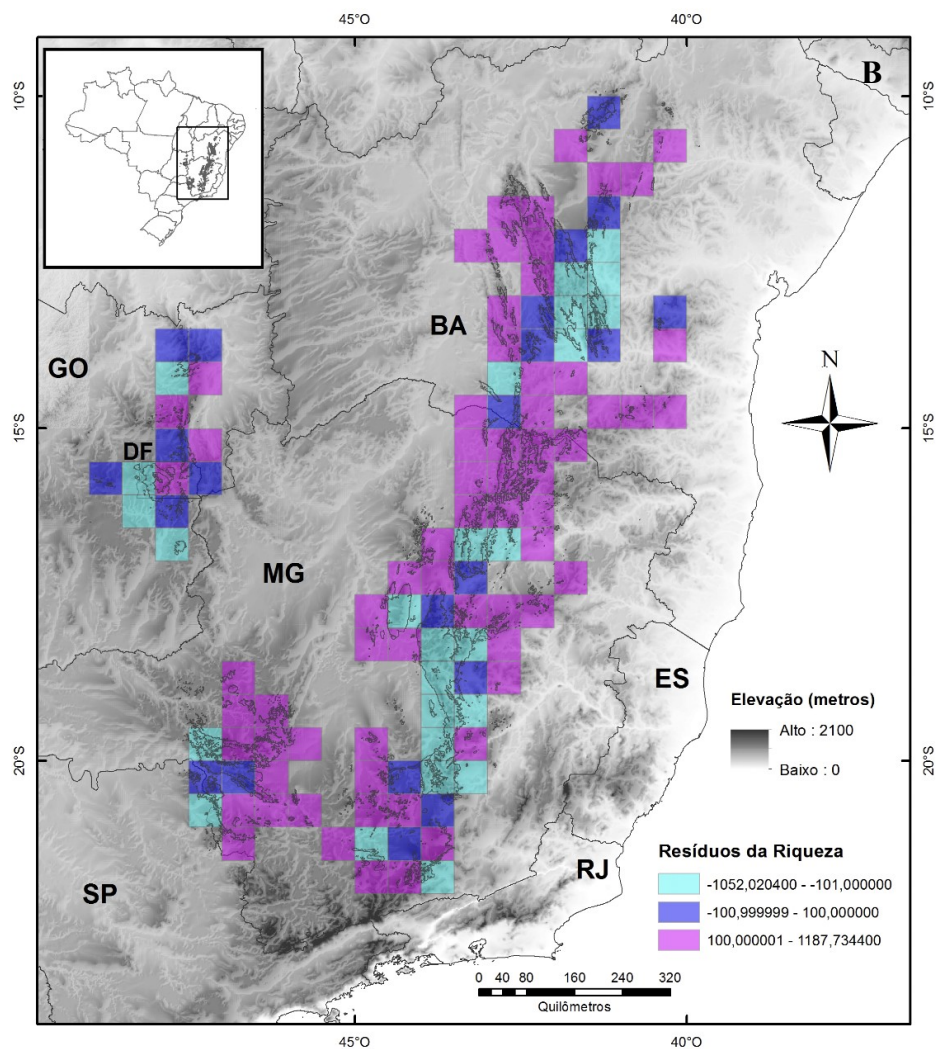 45°O 40°O
B
10°S 10°S
BA
GO
DF
N
15°S 15°S
MG
ES
Elevação (metros)
Alto : 2100
Baixo : 0
20°S 20°S
RJ
Resíduos da Riqueza
-1052,020400 - -101,000000
-100,999999 - 100,000000
100,000001 - 1187,734400
SP
0 40 80 160 240 320
Quilômetros
45°O 40°O